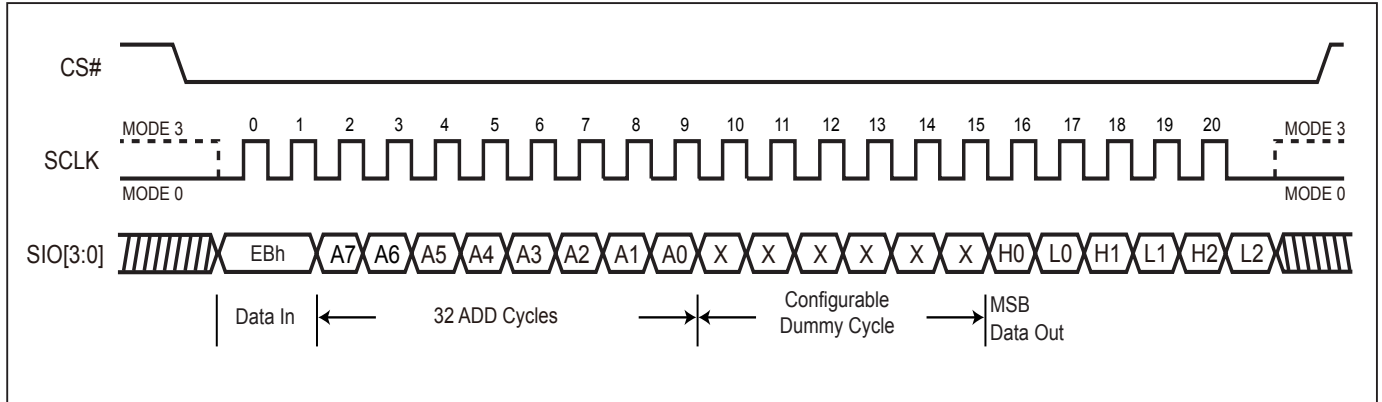 CS#
MODE 3 0 1 2 3 4 5 6 7 8 9 10 11 12 13 14 15 16 17 18 19 20 MODE 3
SCLK
MODE 0 MODE 0
SIO[3:0] EBh A7 A6 A5 A4 A3 A2 A1 A0 X X X X X X H0 L0 H1 L1 H2 L2
Data In 32 ADD Cycles Configurable
Dummy Cycle MSB
Data Out